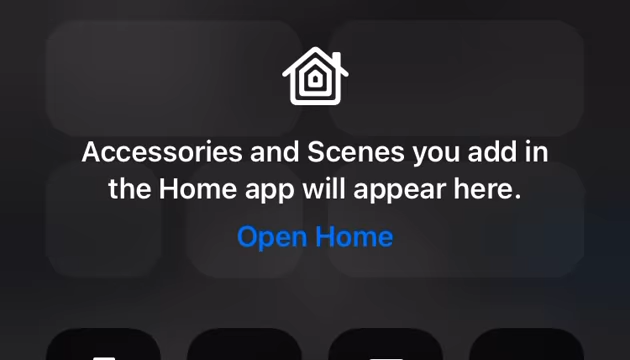 Accessories and Scenes you add in
the Home app will appear here.
Open Home